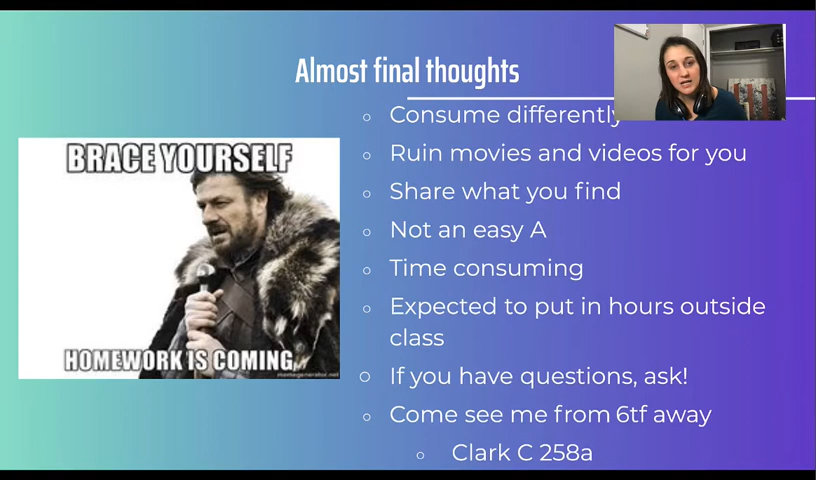 Almost final thoughts
Consume differently
Ruin movies and videos for you
Share what you find
Not an easy A
Time consuming
Expected to put in hours outside
class
If you have questions, ask!
Come see me from 6tf away
Clark C 258a
BRACE YOURSELF
HOMEWORK IS COMING
memegenerator.net